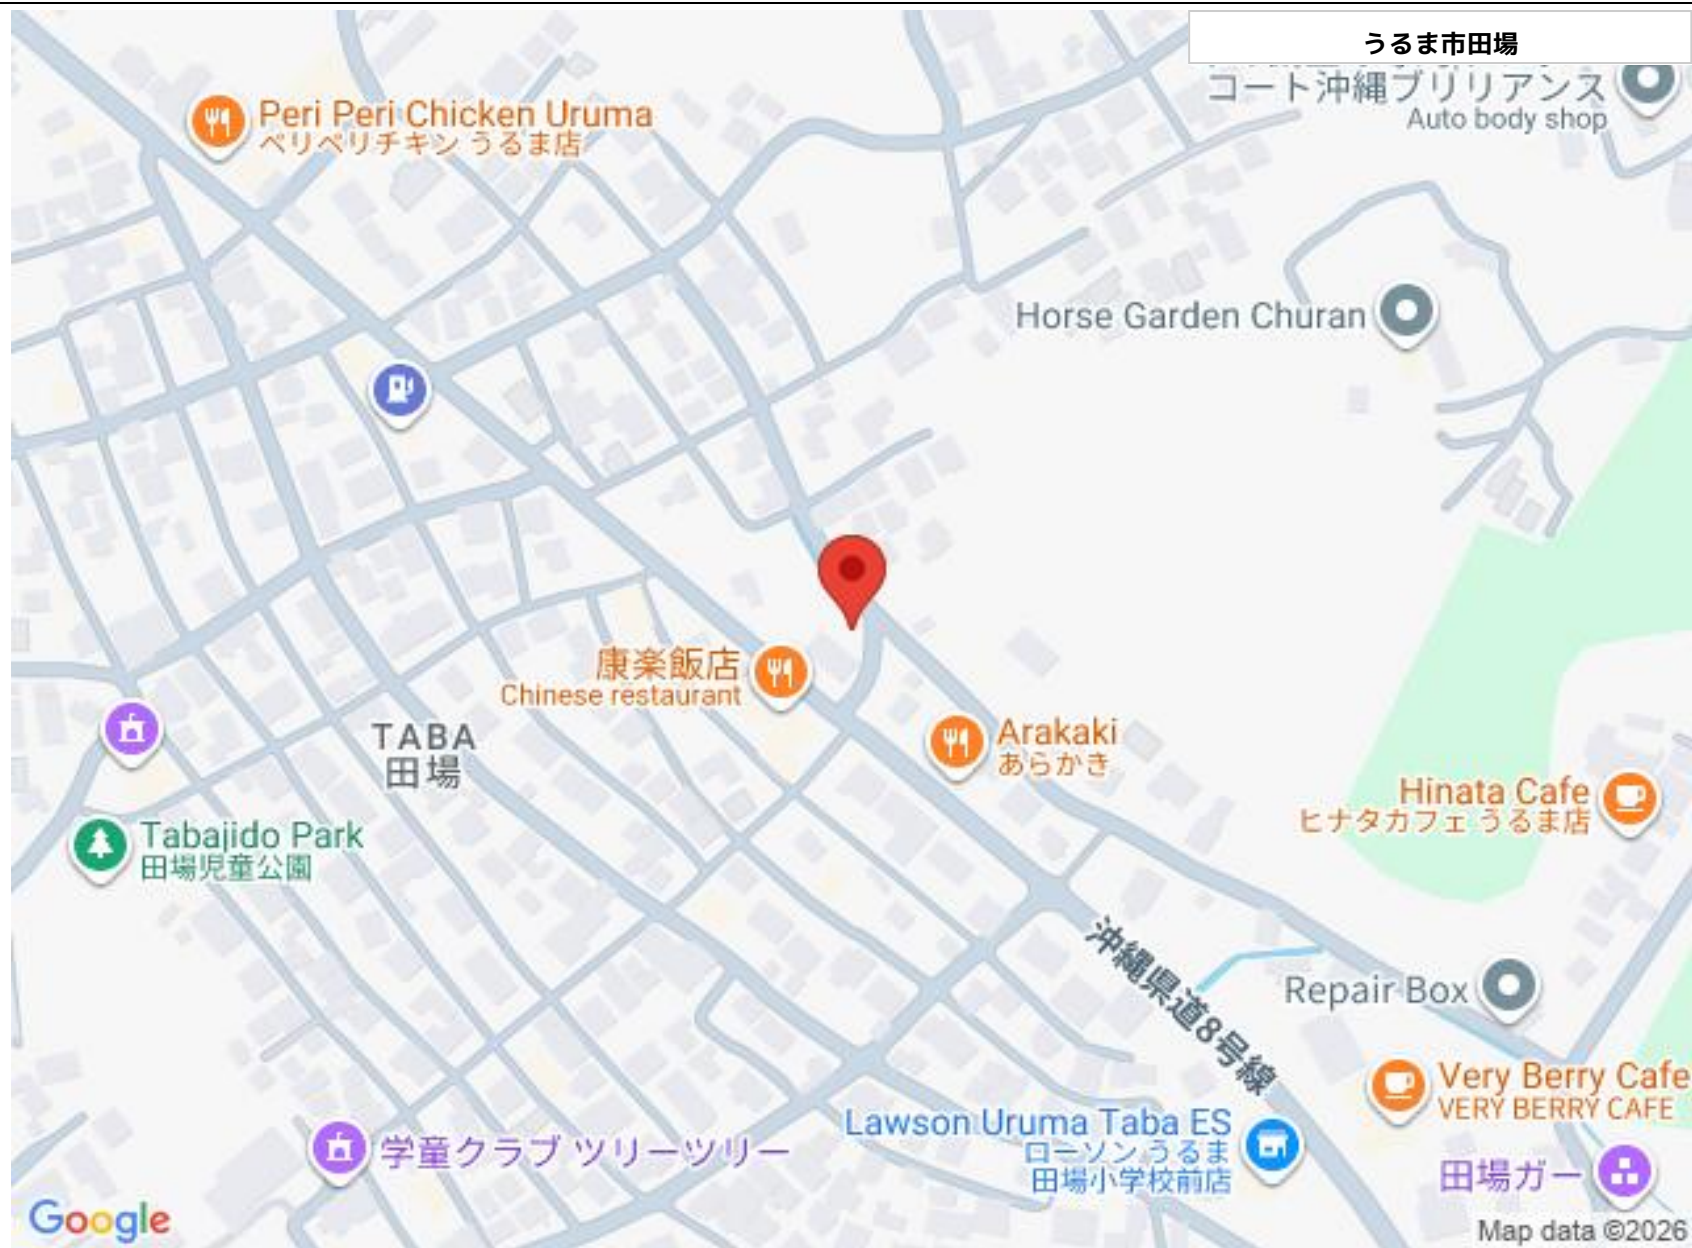 うるま市田場
コート沖縄ブリリアンス
Auto body shop
Peri Peri Chicken Uruma
ペリペリチキン うるま店
Horse Garden Churan
康楽飯店
Chinese restaurant
TABA
田場
Arakaki
あらかき
Hinata Cafe
ヒナタカフェ うるま店
Tabajido Park
田場児童公園
沖縄県道8号線
Repair Box
Very Berry Cafe
VERY BERRY CAFE
Lawson Uruma Taba ES
ローソン うるま
田場小学校前店
学童クラブ ツリーツリー
田場ガー
Google
Map data ©2026